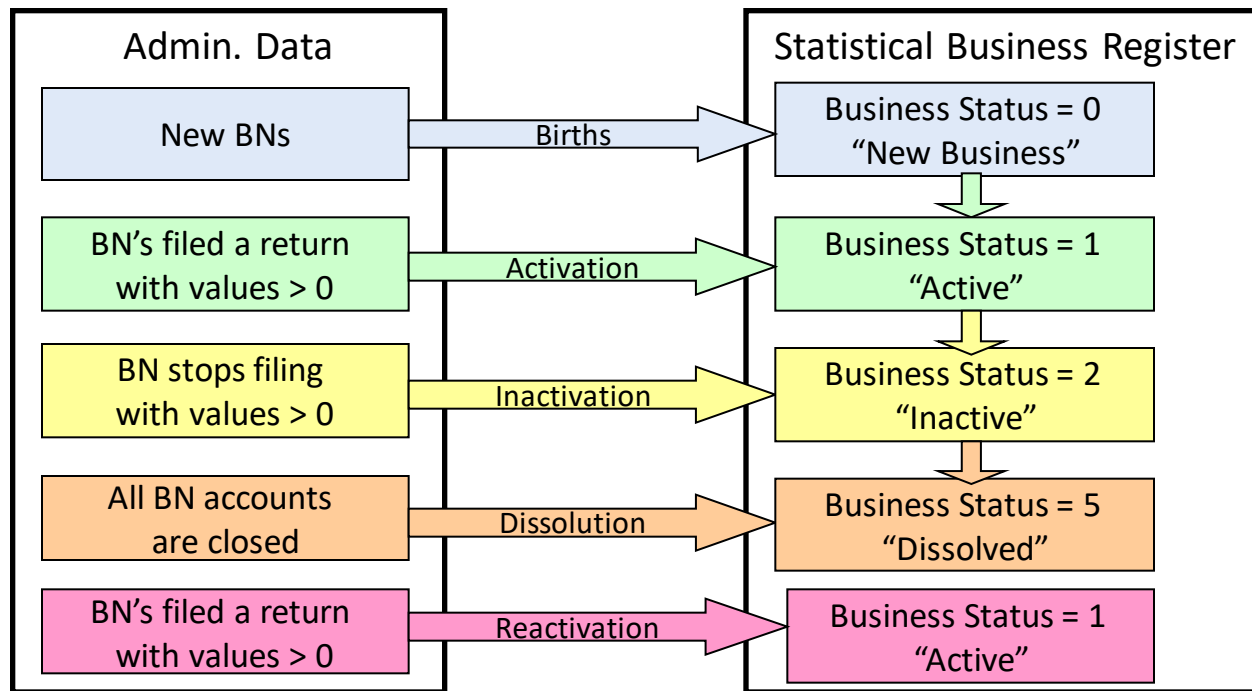 Admin. Data
Statistical Business Register
New BNs
Births
Business Status = 0
“New Business”
BN’s filed a return
with values > 0
Activation
Business Status = 1
“Active”
BN stops filing
with values > 0
Inactivation
Business Status = 2
“Inactive”
All BN accounts
are closed
Dissolution
Business Status = 5
“Dissolved”
BN’s filed a return
with values > 0
Reactivation
Business Status = 1
“Active”